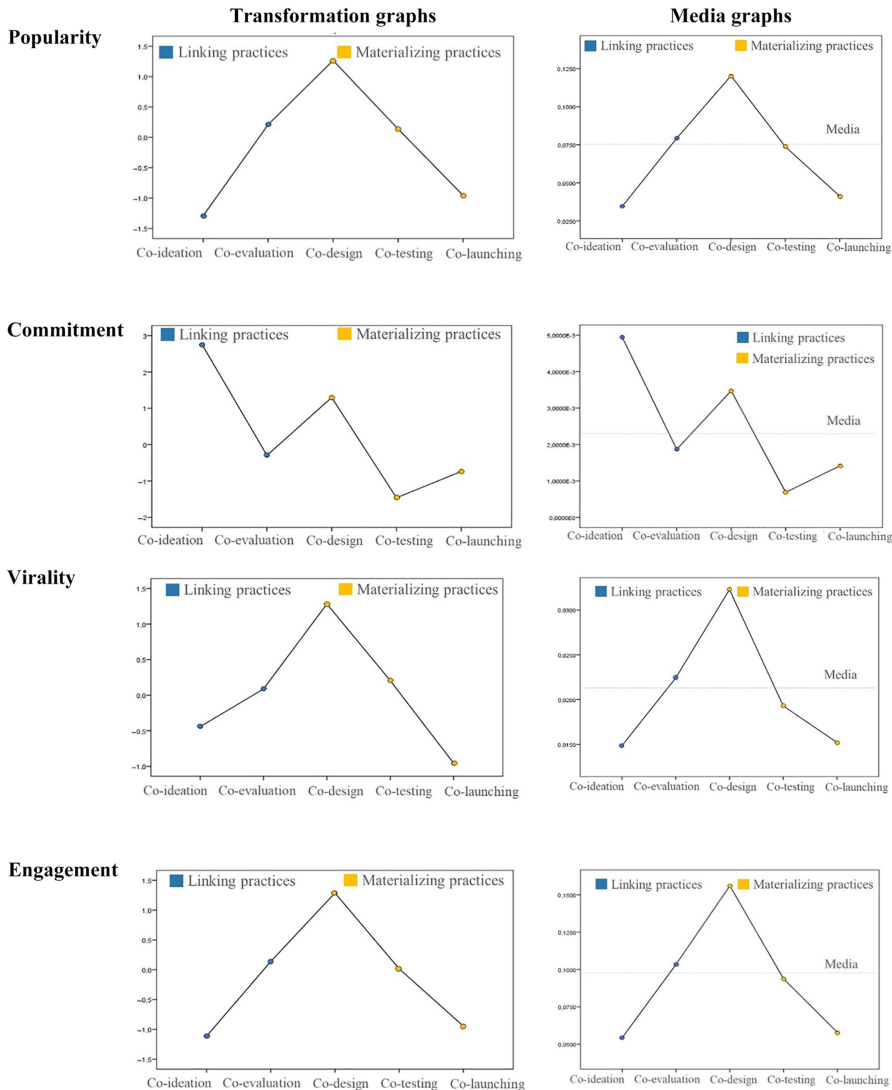 Transformation graphs
Media graphs
Popularity
Linking practices
Materializing practices
1.5
1.0
0.5
0.0
-0.5
-1.0
-1.5
Co-ideation
Co-evaluation
Co-design
Co-testing
Co-launching
Linking practices
Materializing practices
Media
0,1250
0,1000
0,0750
0,0500
0,0250
Co-ideation
Co-evaluation
Co-design
Co-testing
Co-launching
Commitment
Linking practices
Materializing practices
3
2
1
0
-1
-2
Co-ideation
Co-evaluation
Co-design
Co-testing
Co-launching
Linking practices
Materializing practices
Media
5,0000E-3
4,0000E-3
3,0000E-3
2,0000E-3
1,0000E-3
0,0000E0
Co-ideation
Co-evaluation
Co-design
Co-testing
Co-launching
Virality
Linking practices
Materializing practices
1.5
1.0
0.5
0.0
-0.5
-1.0
Co-ideation
Co-evaluation
Co-design
Co-testing
Co-launching
Linking practices
Materializing practices
Media
0,0300
0,0250
0,0200
0,0150
Co-ideation
Co-evaluation
Co-design
Co-testing
Co-launching
Engagement
Linking practices
Materializing practices
1.5
1.0
0.5
0.0
-0.5
-1.0
-1.5
Co-ideation
Co-evaluation
Co-design
Co-testing
Co-launching
Linking practices
Materializing practices
Media
0,1500
0,1250
0,1000
0,0750
0,0500
Co-ideation
Co-evaluation
Co-design
Co-testing
Co-launching